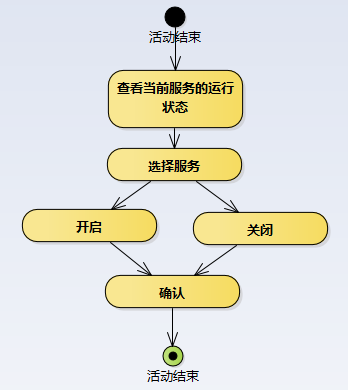 活动结束
查看当前服务的运行
状态
选择服务
开启
关闭
确认
活动结束